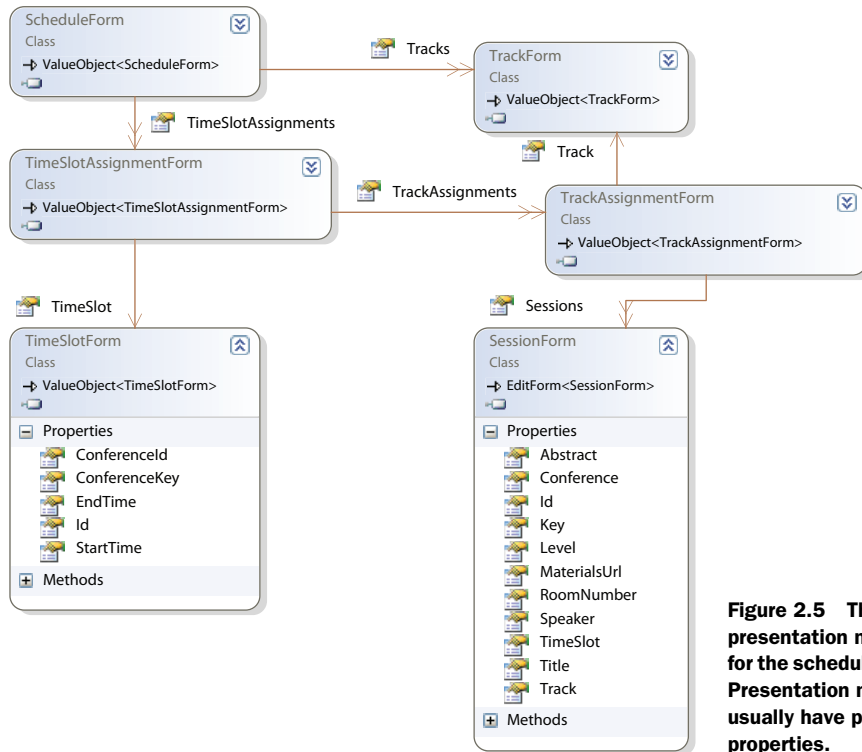 ScheduleForm
Class
ValueObject<ScheduleForm>
Tracks
TrackForm
Class
ValueObject<TrackForm>
TimeSlotAssignments
Track
TimeSlotAssignmentForm
Class
ValueObject<TimeSlotAssignmentForm>
TrackAssignments
TrackAssignmentForm
Class
ValueObject<TrackAssignmentForm>
TimeSlot
Sessions
TimeSlotForm
Class
ValueObject<TimeSlotForm>
Properties
ConferenceId
ConferenceKey
EndTime
Id
StartTime
Methods
SessionForm
Class
EditForm<SessionForm>
Properties
Abstract
Conference
Id
Key
Level
MaterialsUrl
RoomNumber
Speaker
TimeSlot
Title
Track
Methods
Figure 2.5
presentation
for the
Presentation
usually have
properties.